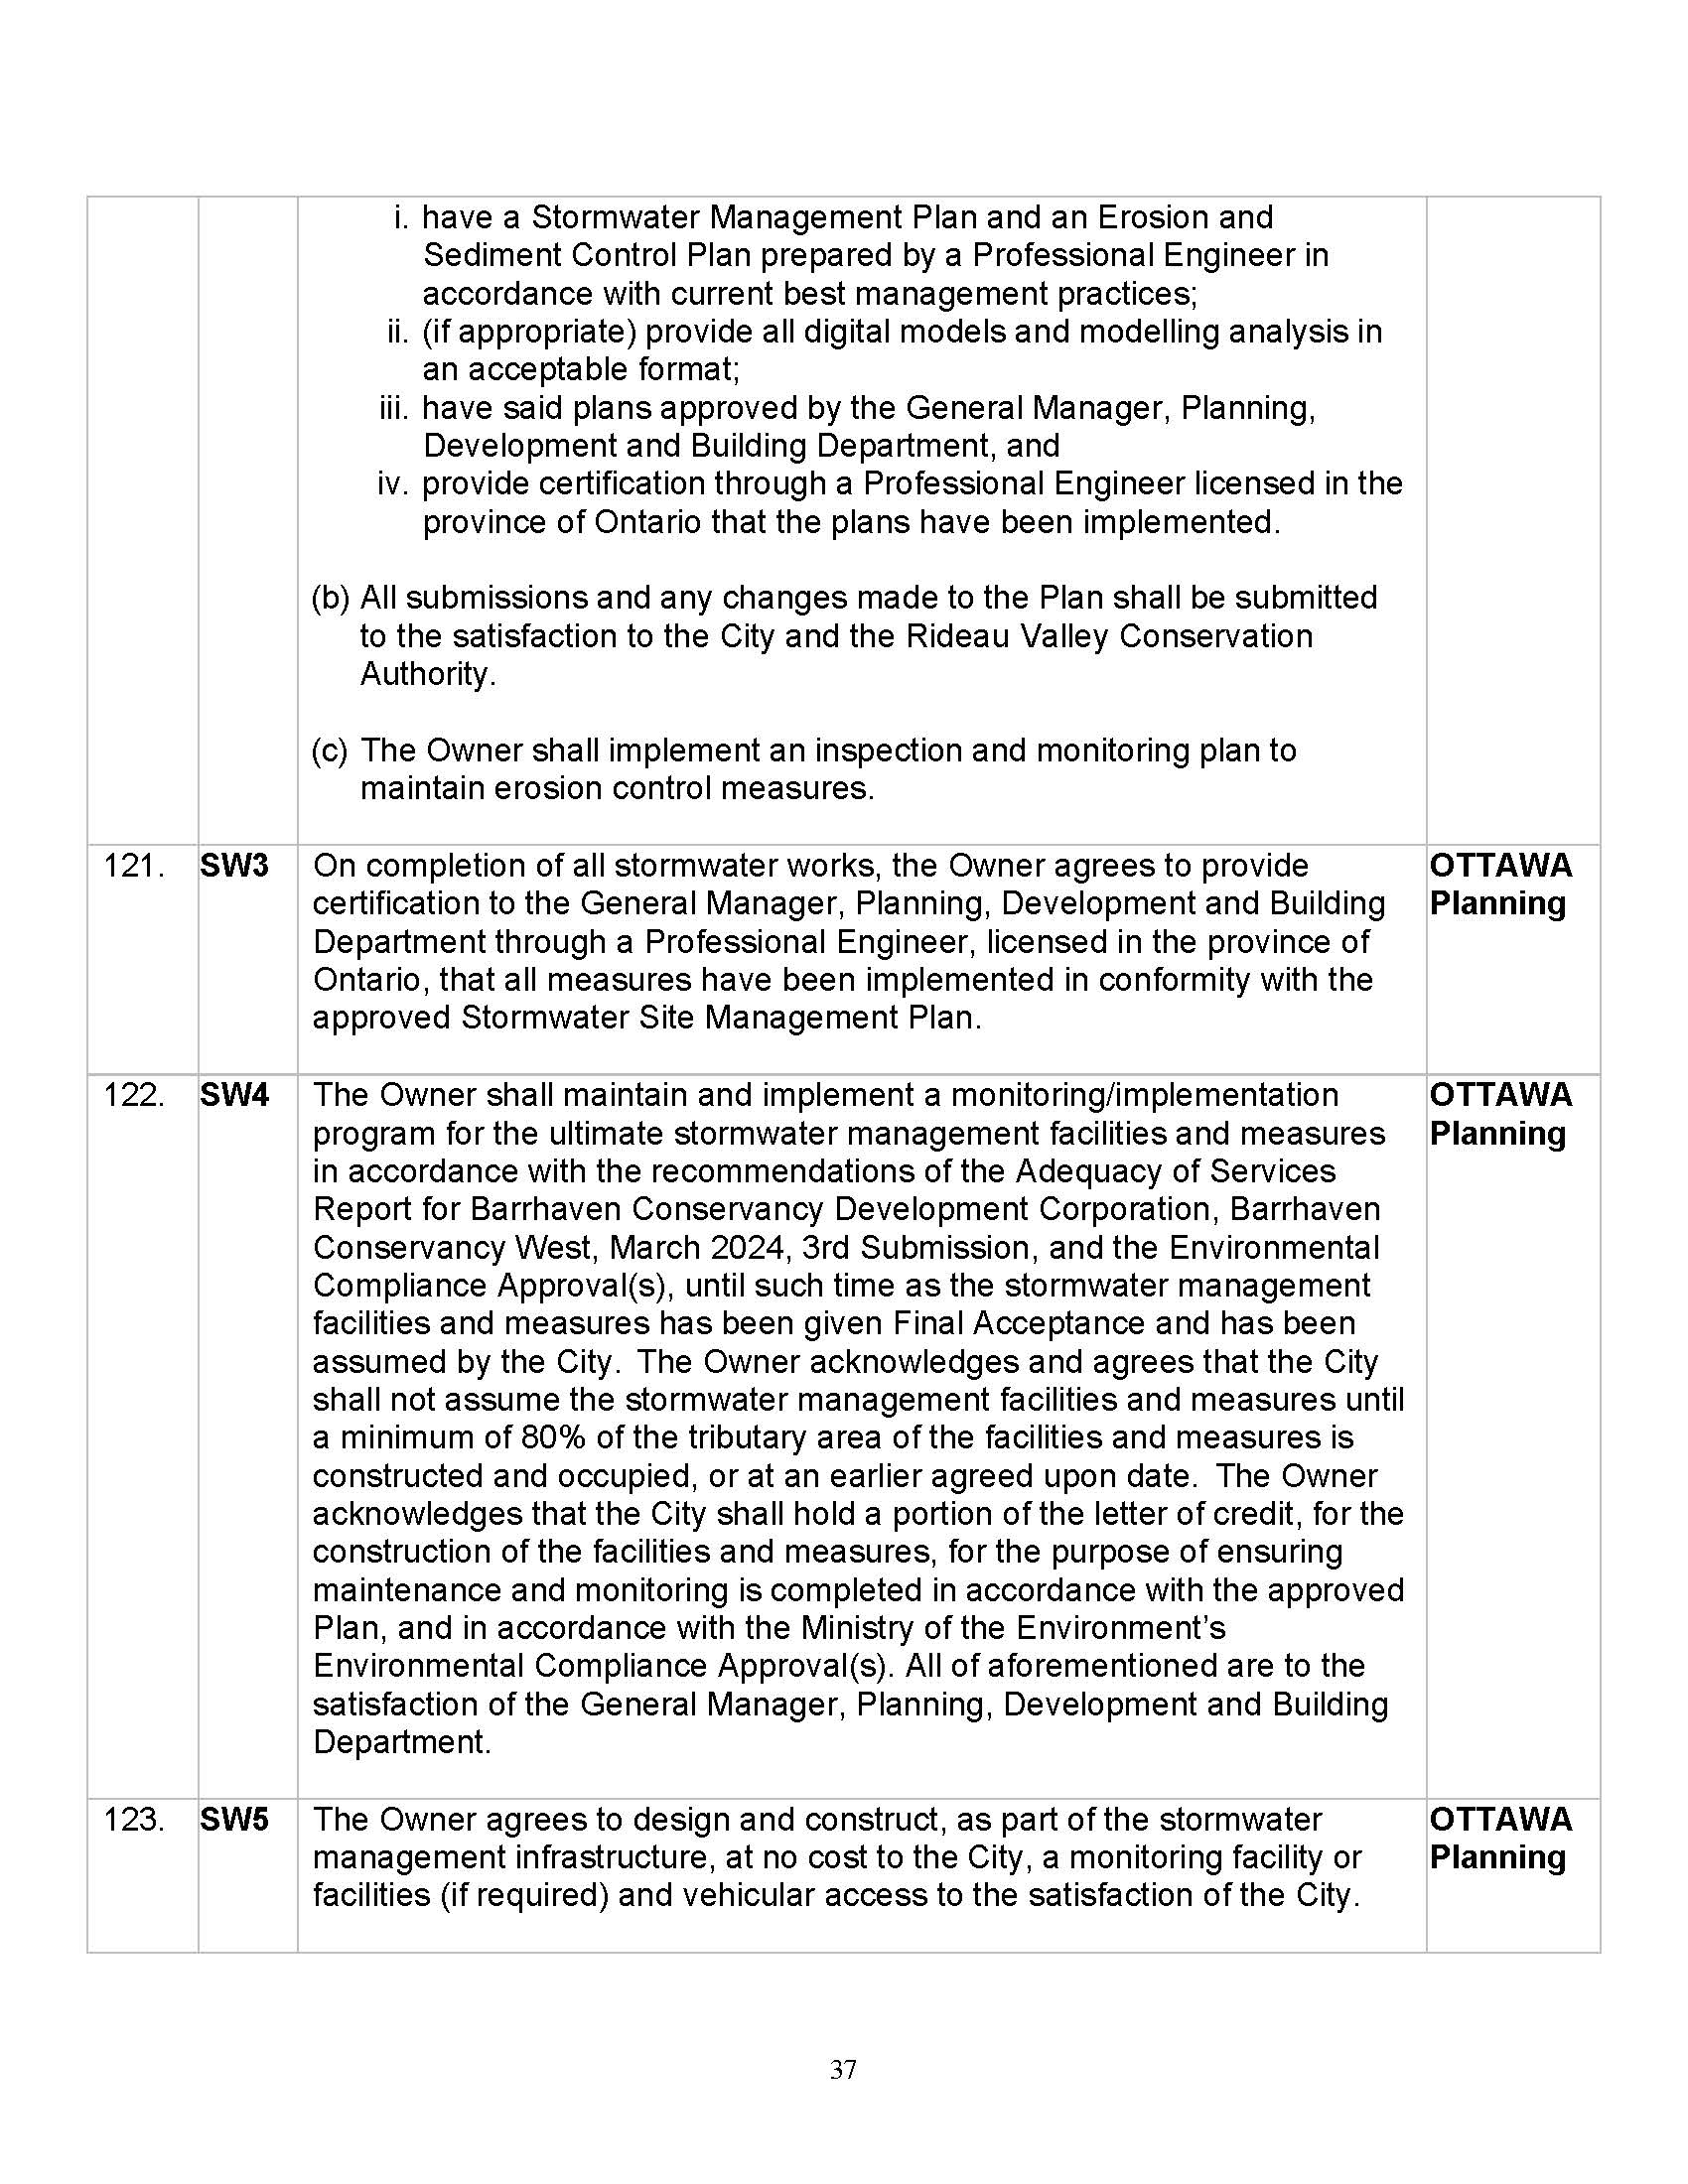 i. have a Stormwater Management Plan and an Erosion and
Sediment Control Plan prepared by a Professional Engineer in
accordance with current best management practices;
ii. (if appropriate) provide all digital models and modelling analysis in
an acceptable format;
iii. have said plans approved by the General Manager, Planning,
Development and Building Department, and
iv. provide certification through a Professional Engineer licensed in the
province of Ontario that the plans have been implemented.
(b) All submissions and any changes made to the Plan shall be submitted
to the satisfaction to the City and the Rideau Valley Conservation
Authority.
(c) The Owner shall implement an inspection and monitoring plan to
maintain erosion control measures.
121. SW3 On completion of all stormwater works, the Owner agrees to provide OTTAWA
certification to the General Manager, Planning, Development and Building Planning
Department through a Professional Engineer, licensed in the province of
Ontario, that all measures have been implemented in conformity with the
approved Stormwater Site Management Plan.
122. SW4 The Owner shall maintain and implement a monitoring/implementation OTTAWA
program for the ultimate stormwater management facilities and measures Planning
in accordance with the recommendations of the Adequacy of Services
Report for Barrhaven Conservancy Development Corporation, Barrhaven
Conservancy West, March 2024, 3rd Submission, and the Environmental
Compliance Approval(s), until such time as the stormwater management
facilities and measures has been given Final Acceptance and has been
assumed by the City.  The Owner acknowledges and agrees that the City
shall not assume the stormwater management facilities and measures until
a minimum of 80% of the tributary area of the facilities and measures is
constructed and occupied, or at an earlier agreed upon date.  The Owner
acknowledges that the City shall hold a portion of the letter of credit, for the
construction of the facilities and measures, for the purpose of ensuring
maintenance and monitoring is completed in accordance with the approved
Plan, and in accordance with the Ministry of the Environment’s
Environmental Compliance Approval(s). All of aforementioned are to the
satisfaction of the General Manager, Planning, Development and Building
Department.
123. SW5 The Owner agrees to design and construct, as part of the stormwater OTTAWA
management infrastructure, at no cost to the City, a monitoring facility or Planning
facilities (if required) and vehicular access to the satisfaction of the City.
37